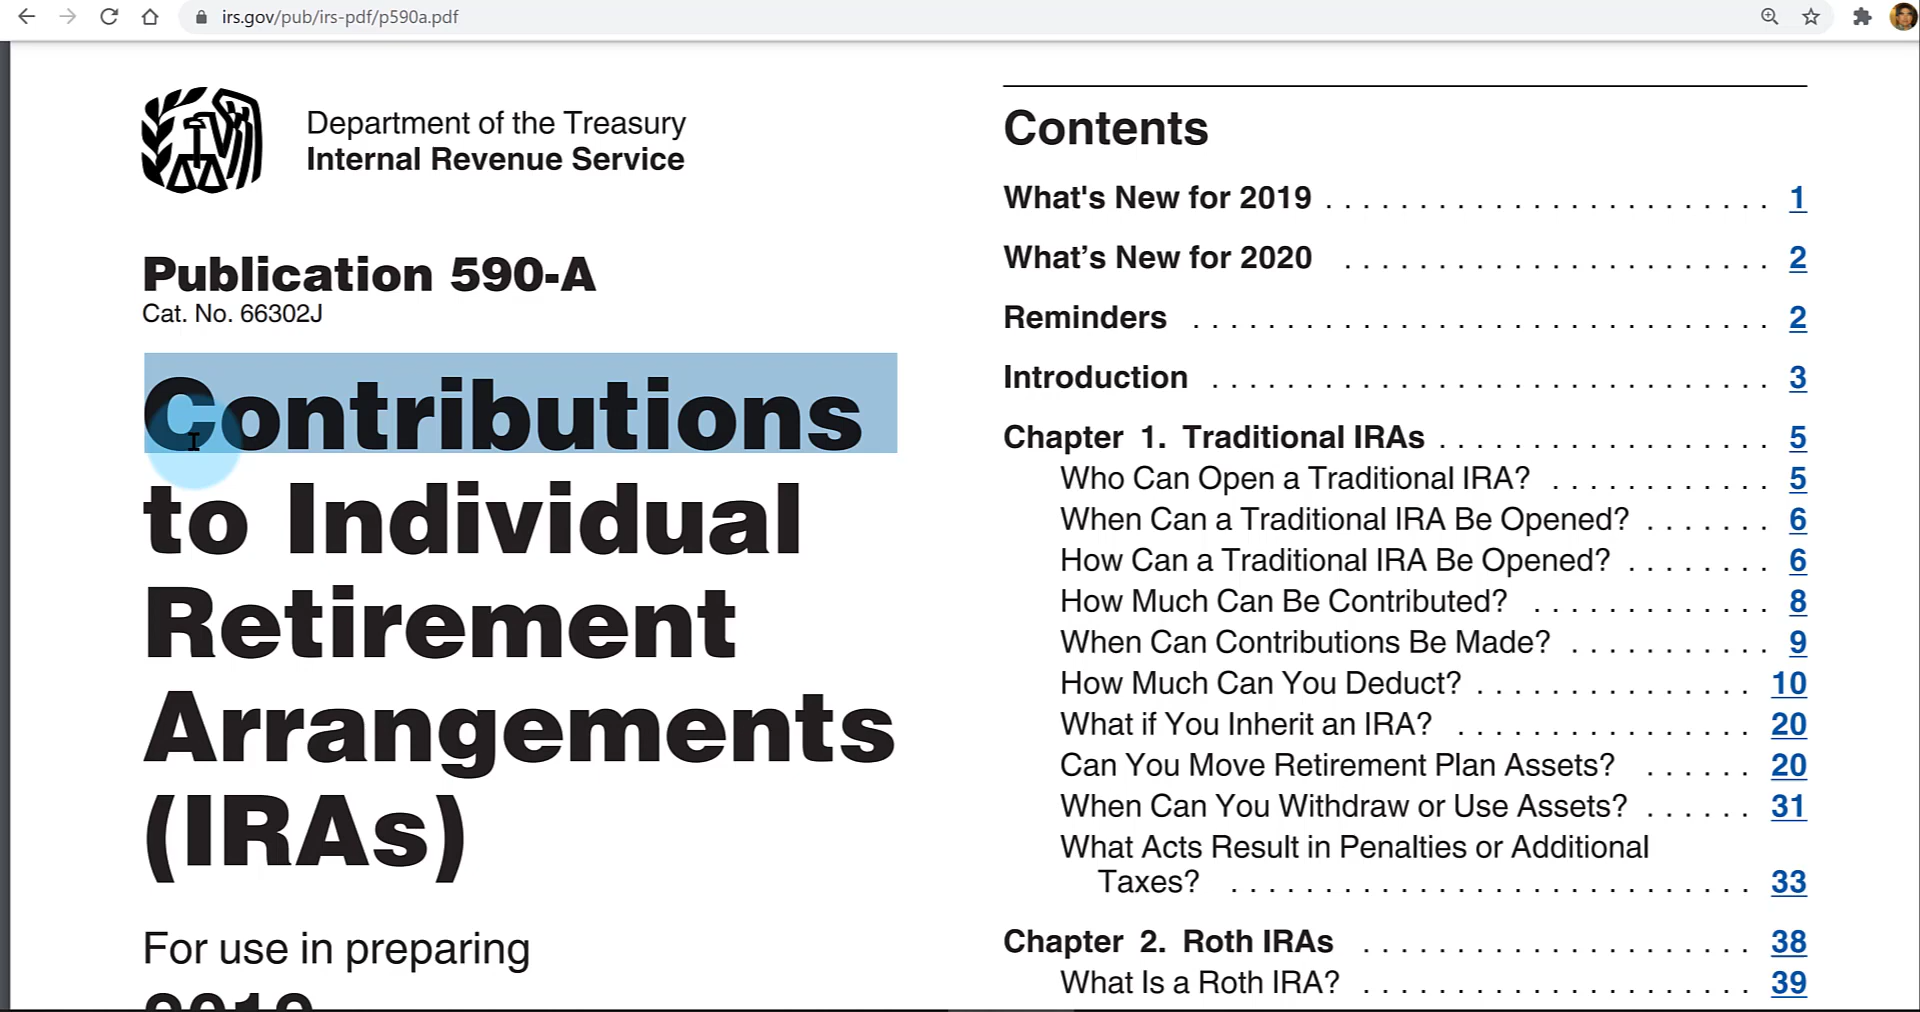 irs.gov/pub/irs-pdf/p590a.pdf
Department of the Treasury
Internal Revenue Service
Publication 590-A
Cat. No. 66302J
Contributions
to Individual
Retirement
Arrangements
(IRAs)
For use in preparing
2019
Contents
What's New for 2019 . . . . . . . . . . . . . . . . . . . . . . . . 1
What’s New for 2020 . . . . . . . . . . . . . . . . . . . . . . . 2
Reminders . . . . . . . . . . . . . . . . . . . . . . . . . . . . . . . 2
Introduction . . . . . . . . . . . . . . . . . . . . . . . . . . . . . . 3
Chapter 1. Traditional IRAs . . . . . . . . . . . . . . . . . . 5
Who Can Open a Traditional IRA? . . . . . . . . . . . . 5
When Can a Traditional IRA Be Opened? . . . . . . . 6
How Can a Traditional IRA Be Opened? . . . . . . . . 6
How Much Can Be Contributed? . . . . . . . . . . . . . 8
When Can Contributions Be Made? . . . . . . . . . . . 9
How Much Can You Deduct? . . . . . . . . . . . . . . . 10
What if You Inherit an IRA? . . . . . . . . . . . . . . . . 20
Can You Move Retirement Plan Assets? . . . . . . 20
When Can You Withdraw or Use Assets? . . . . . . 31
What Acts Result in Penalties or Additional
Taxes? . . . . . . . . . . . . . . . . . . . . . . . . . . . . 33
Chapter 2. Roth IRAs . . . . . . . . . . . . . . . . . . . . . 38
What Is a Roth IRA? . . . . . . . . . . . . . . . . . . . . . 39